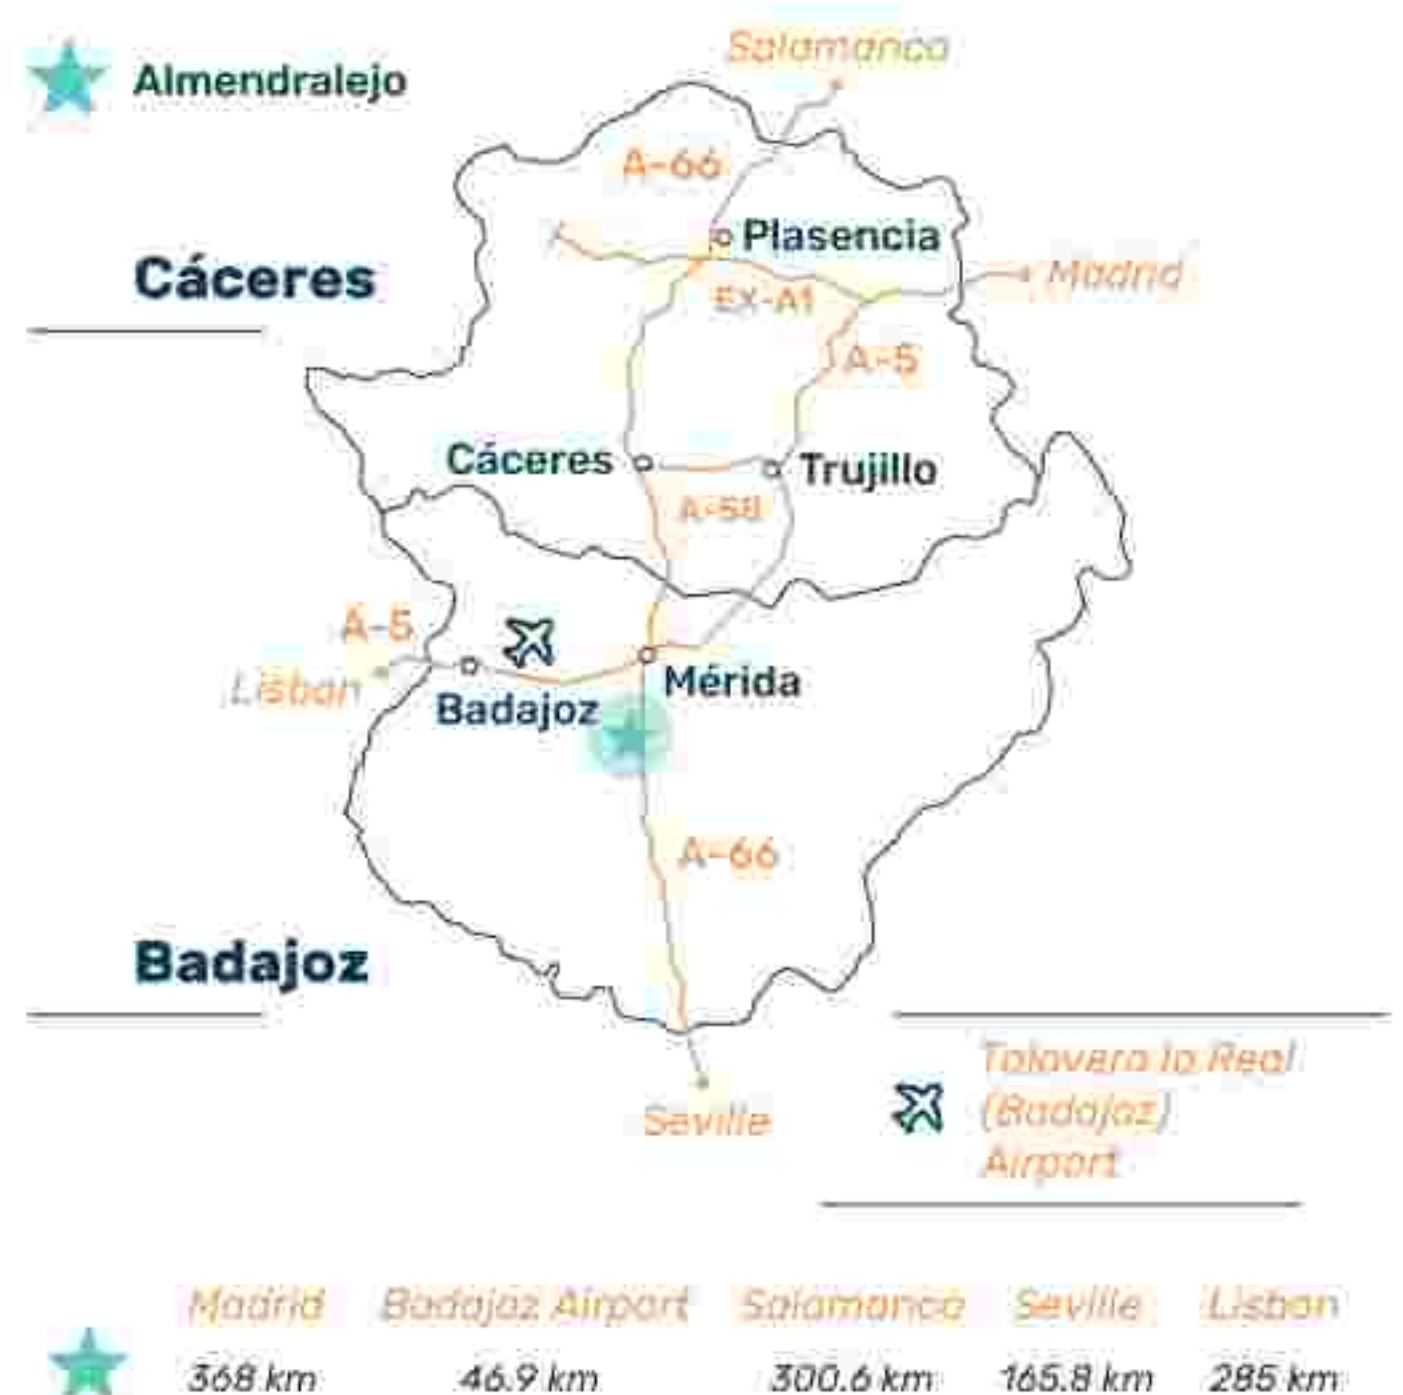 Salamanca
Almendralejo
A-66
Plasencia
Cáceres
Madrid
EX-A1
A-5
Cáceres
Trujillo
A-58
A-5
Lisbon
Mérida
Badajoz
A-66
Badajoz
Talavera la Real
(Badajoz)
Airport
Seville
Madrid Badajoz Airport Salamanca Seville Lisbon
368 km 46.9 km 300.6 km 165.8 km 285 km